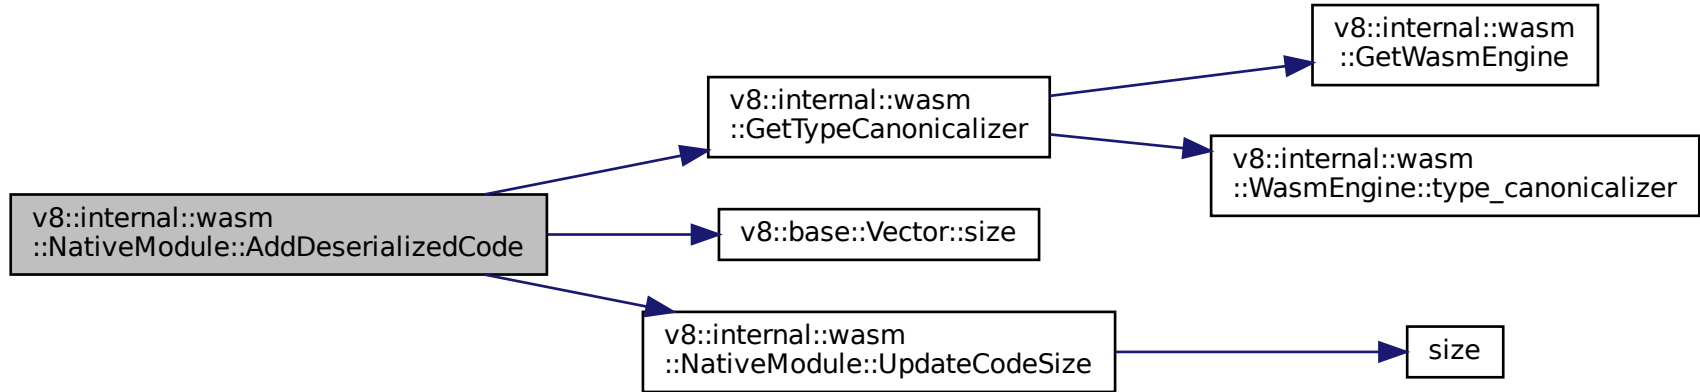 v8::internal::wasm
::NativeModule::AddDeserializedCode
v8::internal::wasm
::GetTypeCanonicalizer
v8::internal::wasm
::GetWasmEngine
v8::internal::wasm
::WasmEngine::type_canonicalizer
v8::base::Vector::size
v8::internal::wasm
::NativeModule::UpdateCodeSize
size